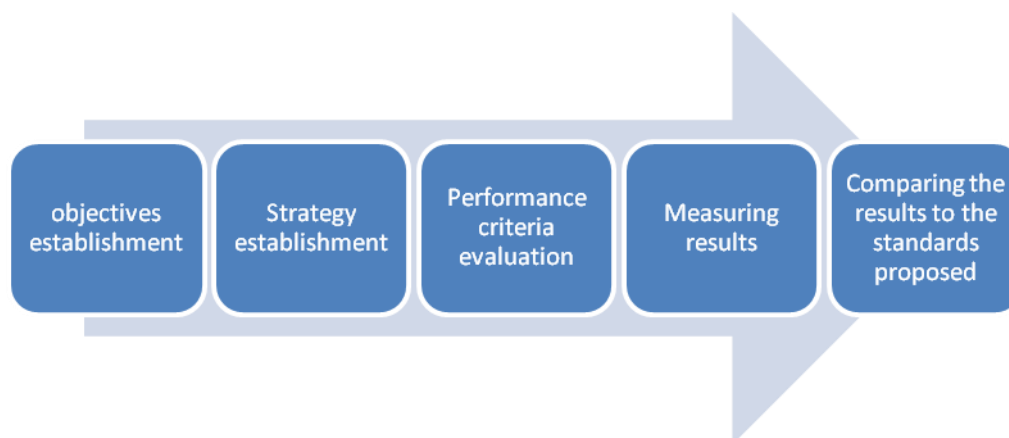 objectives
establishment
Strategy
establishment
Performance
criteria
evaluation
Measuring
results
Comparing the
results to the
standards
proposed